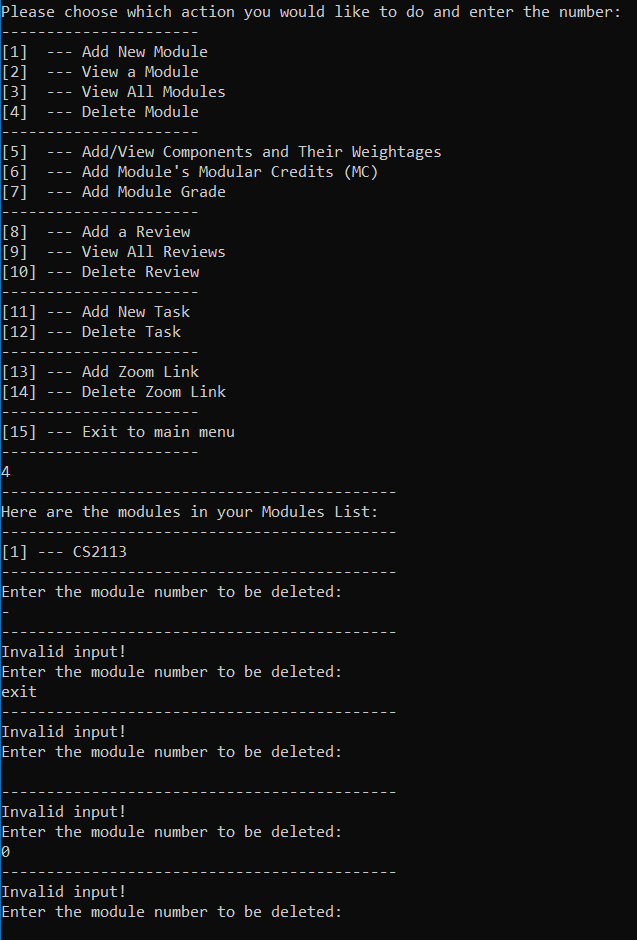 Please choose which action you would like to do and enter the number:
----------------------
[1]  --- Add New Module
[2]  --- View a Module
[3]  --- View All Modules
[4]  --- Delete Module
----------------------
[5]  --- Add/View Components and Their Weightages
[6]  --- Add Module's Modular Credits (MC)
[7]  --- Add Module Grade
----------------------
[8]  --- Add a Review
[9]  --- View All Reviews
[10] --- Delete Review
----------------------
[11] --- Add New Task
[12] --- Delete Task
----------------------
[13] --- Add Zoom Link
[14] --- Delete Zoom Link
----------------------
[15] --- Exit to main menu
----------------------
4
--------------------------------------------
Here are the modules in your Modules List:
--------------------------------------------
[1] --- CS2113
--------------------------------------------
Enter the module number to be deleted:
-
--------------------------------------------
Invalid input!
Enter the module number to be deleted:
exit
--------------------------------------------
Invalid input!
Enter the module number to be deleted:

--------------------------------------------
Invalid input!
Enter the module number to be deleted:
0
--------------------------------------------
Invalid input!
Enter the module number to be deleted: